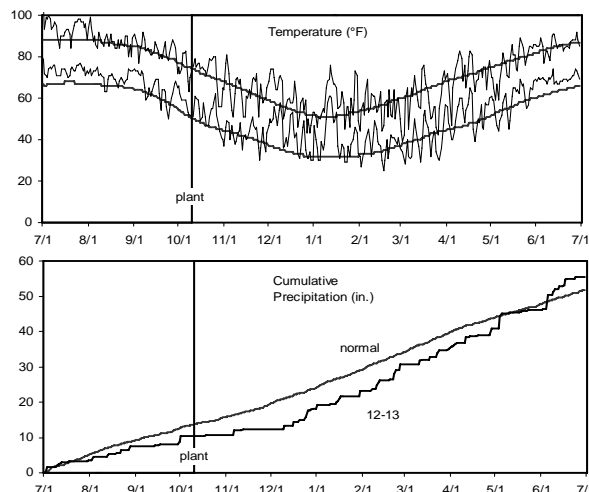 100
Temperature (°F)
80
60
40
20
plant
0
7/1 8/1 9/1 10/1 11/1 12/1 1/1 2/1 3/1 4/1 5/1 6/1 7/1
60
Cumulative
Precipitation (in.)
50
normal
40
30
20
12-13
10
plant
0
7/1 8/1 9/1 10/1 11/1 12/1 1/1 2/1 3/1 4/1 5/1 6/1 7/